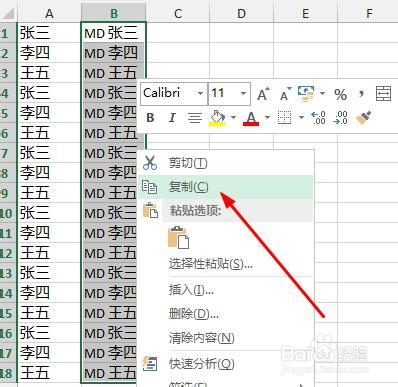 A B C D E F
1 张三 MD 张三
2 李四 MD 李四
3 王五 MD 王五
4 张三 MD 张三
5 李四 MD 李四
6 王五 MD 王五
7 张三 MD 张三
8 李四 MD 李四
9 王五 MD 王五
10 张三 MD 张三
11 李四 MD 李四
12 王五 MD 王五
13 张三 MD 张三
14 李四 MD 李四
15 王五 MD 王五
16 张三 MD 张三
17 李四 MD 李四
18 王五 MD 王五
Calibri 11 A A % ,
B I A .00 .00
剪切(T)
复制(C)
粘贴选项:
选择性粘贴(S)...
插入(I)...
删除(D)...
清除内容(N)
快速分析(Q)
Baidu 经验